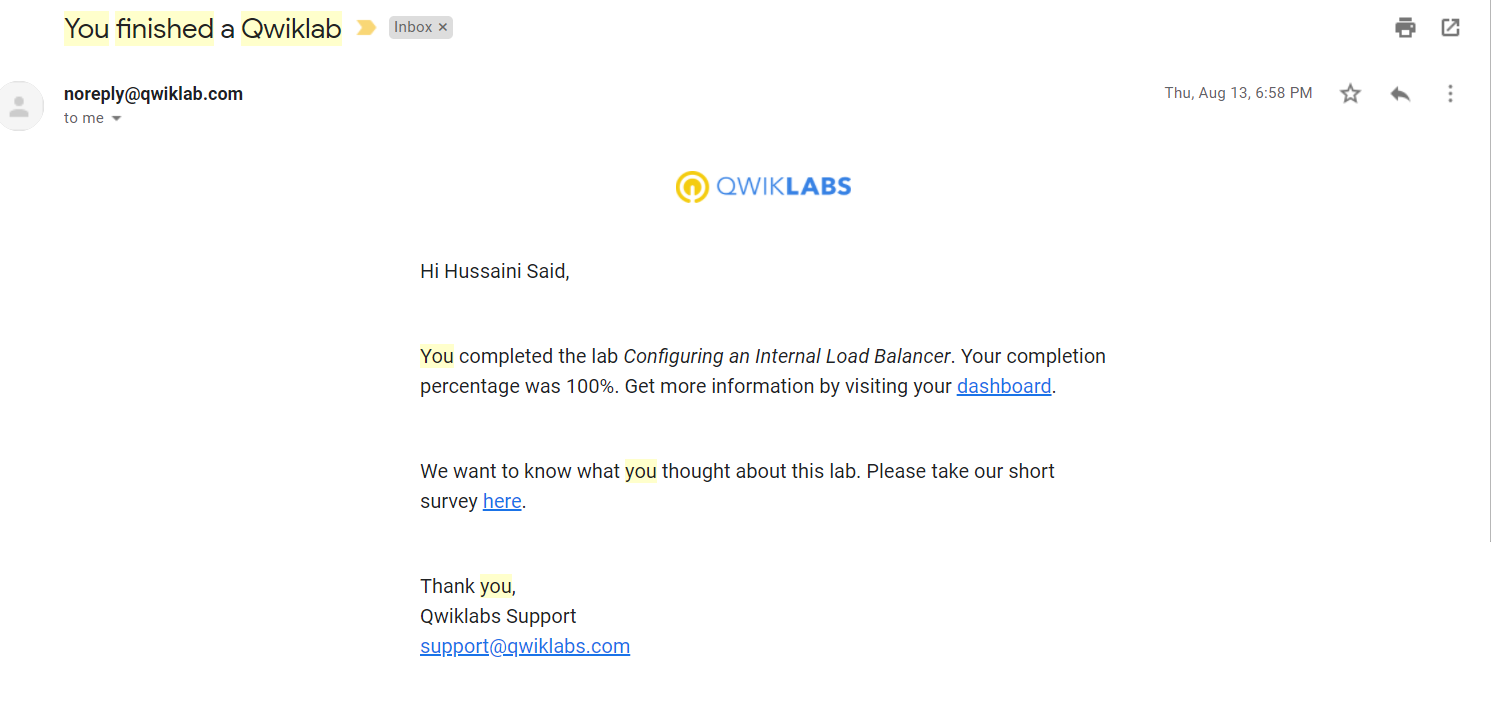 You finished a Qwiklab
Inbox ×
noreply@qwiklab.com
Thu, Aug 13, 6:58 PM
to me
QWIKLABS
Hi Hussaini Said,
You completed the lab Configuring an Internal Load Balancer. Your completion
percentage was 100%. Get more information by visiting your dashboard.
We want to know what you thought about this lab. Please take our short
survey here.
Thank you,
Qwiklabs Support
support@qwiklabs.com